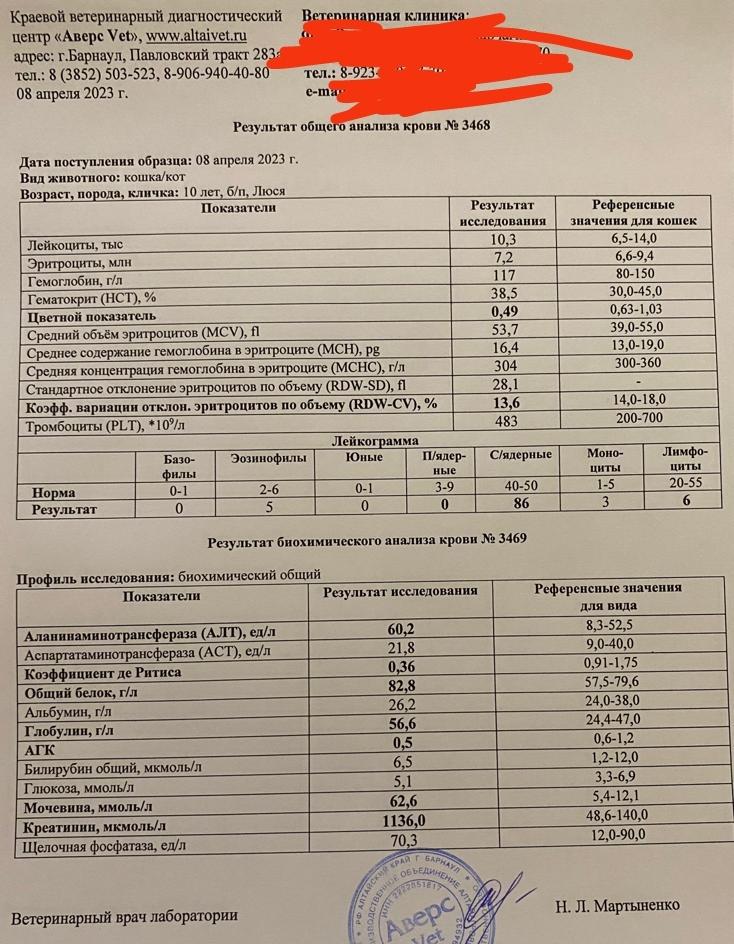 Краевой ветеринарный диагностический
центр «Аверс Vet», www.altaivet.ru
адрес: г.Барнаул, Павловский тракт 283
тел.: 8 (3852) 503-523, 8-906-940-40-80
08 апреля 2023 г.
Ветеринарная клиника:
тел.: 8-923
e-ma
Результат общего анализа крови № 3468
Дата поступления образца: 08 апреля 2023 г.
Вид животного: кошка/кот
Возраст, порода, кличка: 10 лет, б/п, Люся
Показатели Результат исследования Референсные значения для кошек
Лейкоциты, тыс 10,3 6,5-14,0
Эритроциты, млн 7,2 6,6-9,4
Гемоглобин, г/л 117 80-150
Гематокрит (HCT), % 38,5 30,0-45,0
Цветной показатель 0,49 0,63-1,03
Средний объём эритроцитов (MCV), fl 53,7 39,0-55,0
Среднее содержание гемоглобина в эритроците (MCH), pg 16,4 13,0-19,0
Средняя концентрация гемоглобина в эритроците (MCHC), г/л 304 300-360
Стандартное отклонение эритроцитов по объему (RDW-SD), fl 28,1 -
Коэфф. вариации отклон. эритроцитов по объему (RDW-CV), % 13,6 14,0-18,0
Тромбоциты (PLT), *10⁹/л 483 200-700
Лейкограмма
Базо-филы Эозинофилы Юные П/ядер-ные С/ядерные Моно-циты Лимфо-циты
Норма 0-1 2-6 0-1 3-9 40-50 1-5 20-55
Результат 0 5 0 0 86 3 6
Результат биохимического анализа крови № 3469
Профиль исследования: биохимический общий
Показатели Результат исследования Референсные значения для вида
Аланинаминотрансфераза (АЛТ), ед/л 60,2 8,3-52,5
Аспартатаминотрансфераза (АСТ), ед/л 21,8 9,0-40,0
Коэффициент де Ритиса 0,36 0,91-1,75
Общий белок, г/л 82,8 57,5-79,6
Альбумин, г/л 26,2 24,0-38,0
Глобулин, г/л 56,6 24,4-47,0
АГК 0,5 0,6-1,2
Билирубин общий, мкмоль/л 6,5 1,2-12,0
Глюкоза, ммоль/л 5,1 3,3-6,9
Мочевина, ммоль/л 62,6 5,4-12,1
Креатинин, мкмоль/л 1136,0 48,6-140,0
Щелочная фосфатаза, ед/л 70,3 12,0-90,0
Ветеринарный врач лаборатории
Н. Л. Мартыненко
РФ АЛТАЙСКИЙ КРАЙ Г БАРНАУЛ
ИНН 2222051817
Аверс
Vet